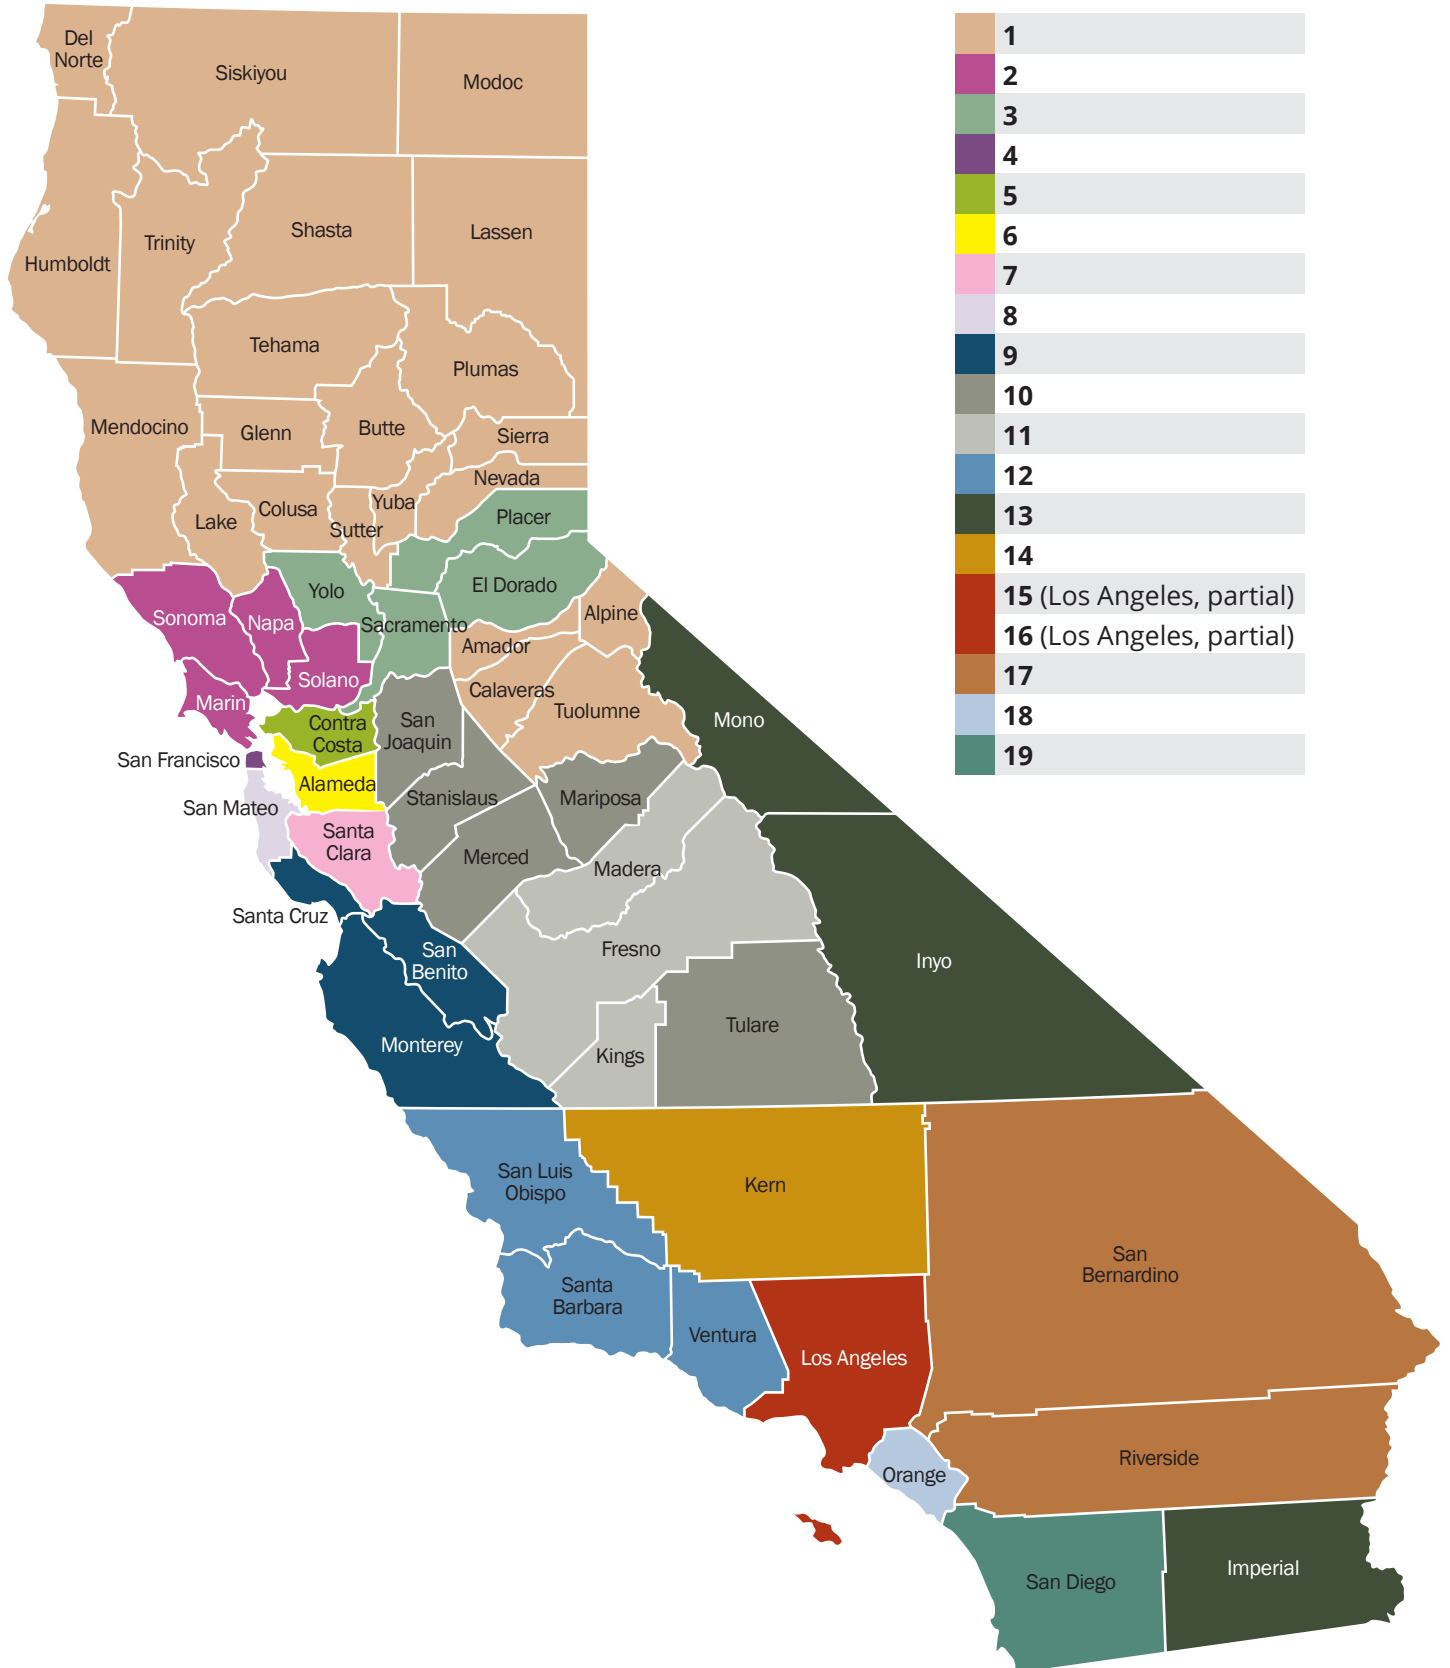 Del
Norte
Siskiyou
Modoc
Humboldt
Trinity
Shasta
Lassen
Tehama
Plumas
Mendocino
Glenn
Butte
Sierra
Nevada
Lake
Colusa
Sutter
Yuba
Placer
El Dorado
Yolo
Sonoma
Napa
Sacramento
Alpine
Amador
Solano
Marin
Calaveras
Tuolumne
Mono
Contra
Costa
San
Joaquin
San Francisco
Alameda
San Mateo
Stanislaus
Mariposa
Santa
Clara
Merced
Madera
Santa Cruz
San
Benito
Fresno
Inyo
Monterey
Kings
Tulare
San Luis
Obispo
Kern
San
Bernardino
Santa
Barbara
Ventura
Los Angeles
Orange
Riverside
San Diego
Imperial
1
2
3
4
5
6
7
8
9
10
11
12
13
14
15 (Los Angeles, partial)
16 (Los Angeles, partial)
17
18
19